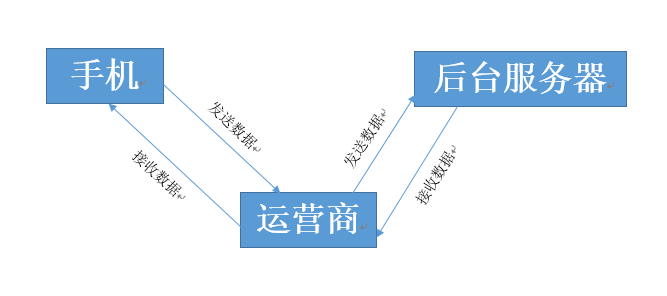 手机
后台服务器
发送数据
发送数据
接收数据
接收数据
运营商